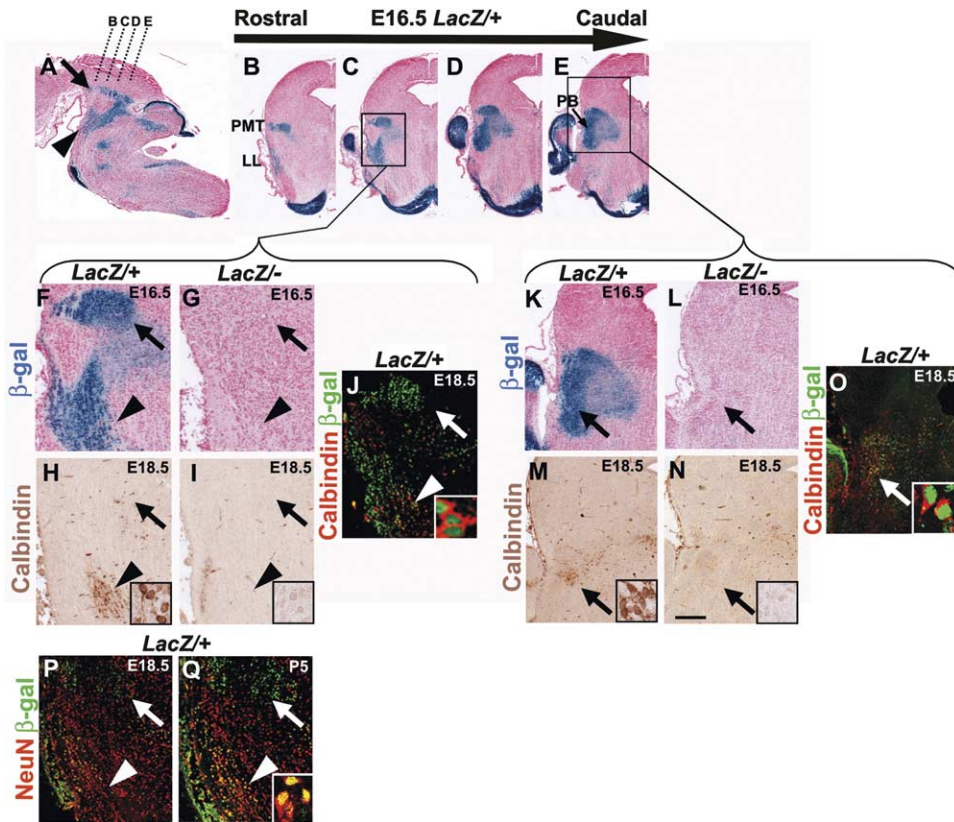 Rostral E16.5 LacZ/+ Caudal
B C D E
A B C D E
PB
PMT
LL
LacZ/+ LacZ/- LacZ/+ LacZ/-
F E16.5 G E16.5 K E16.5 L E16.5
β-gal β-gal
LacZ/+ LacZ/+
J E18.5 O E18.5
Calbindin β-gal Calbindin β-gal
H E18.5 I E18.5 M E18.5 N E18.5
Calbindin Calbindin
LacZ/+
P E18.5 Q P5
NeuN β-gal